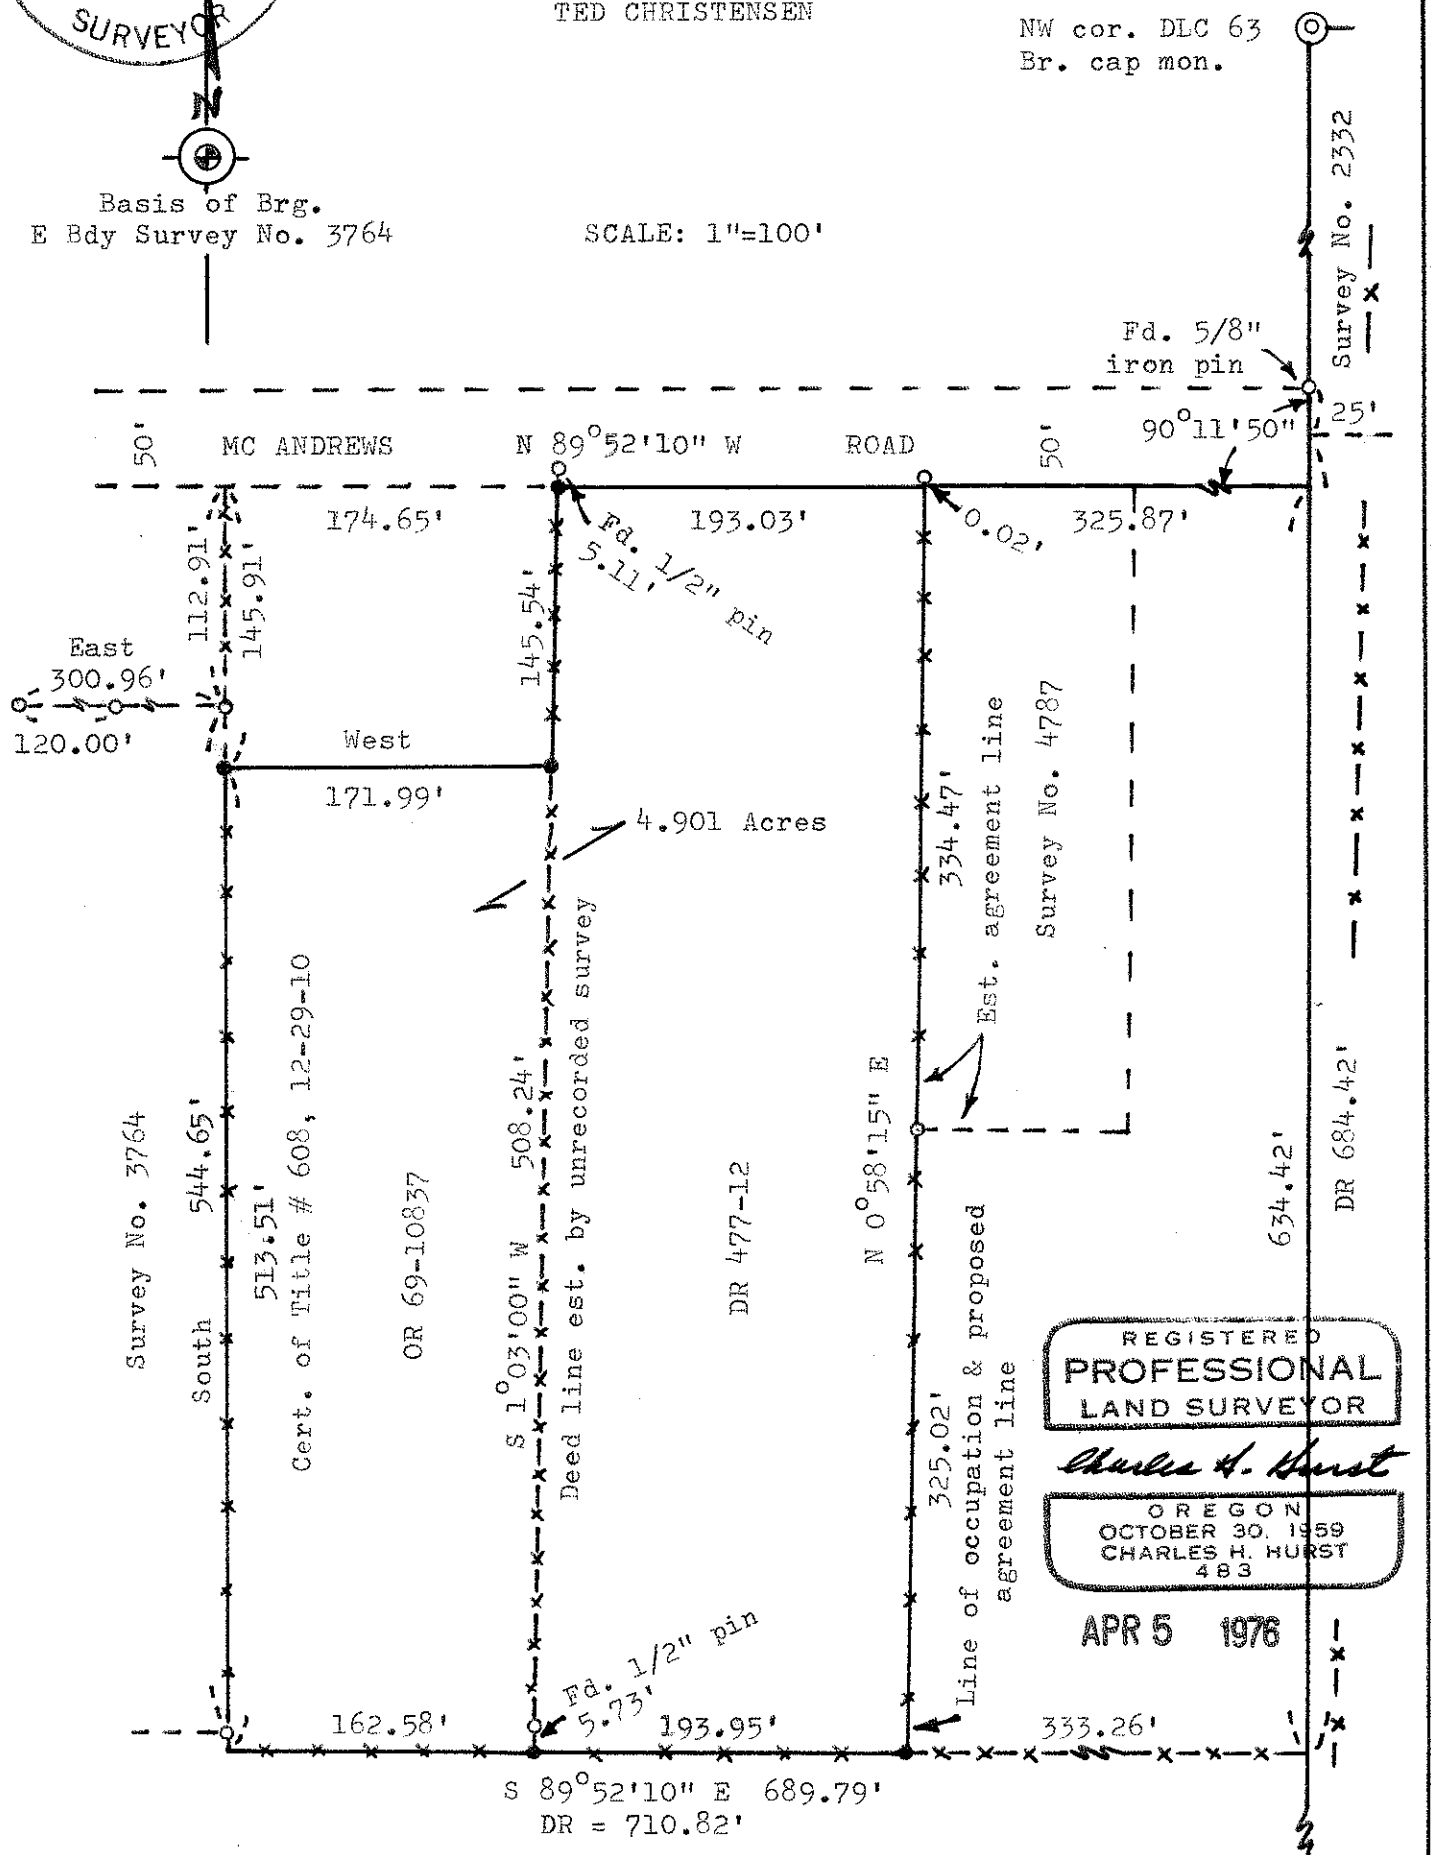 SURVEYOR
TED CHRISTENSEN
NW cor. DLC 63
Br. cap mon.
N
Basis of Brg.
E Bdy Survey No. 3764
SCALE: 1"=100'
Survey No. 2332
Fd. 5/8"
iron pin
50'
MC ANDREWS
N 89°52'10" W
ROAD
50'
90°11'50"
25'
174.65'
193.03'
0.02'
325.87'
Fd. 1/2" pin
5.11'
112.91'
145.91'
145.54'
East
300.96'
120.00'
West
171.99'
4.901 Acres
334.47'
Est. agreement line
Survey No. 4787
Survey No. 3764
South 544.65'
513.51'
Cert. of Title # 608, 12-29-10
OR 69-10837
S 1°03'00" W 508.24'
Deed line est. by unrecorded survey
DR 477-12
N 0°58'15" E
325.02'
Line of occupation & proposed
agreement line
634.42'
DR 684.42'
REGISTERED
PROFESSIONAL
LAND SURVEYOR
Charles H. Hurst
OREGON
OCTOBER 30, 1959
CHARLES H. HURST
483
APR 5 1976
Fd. 1/2" pin
5.73'
162.58'
193.95'
333.26'
S 89°52'10" E 689.79'
DR = 710.82'